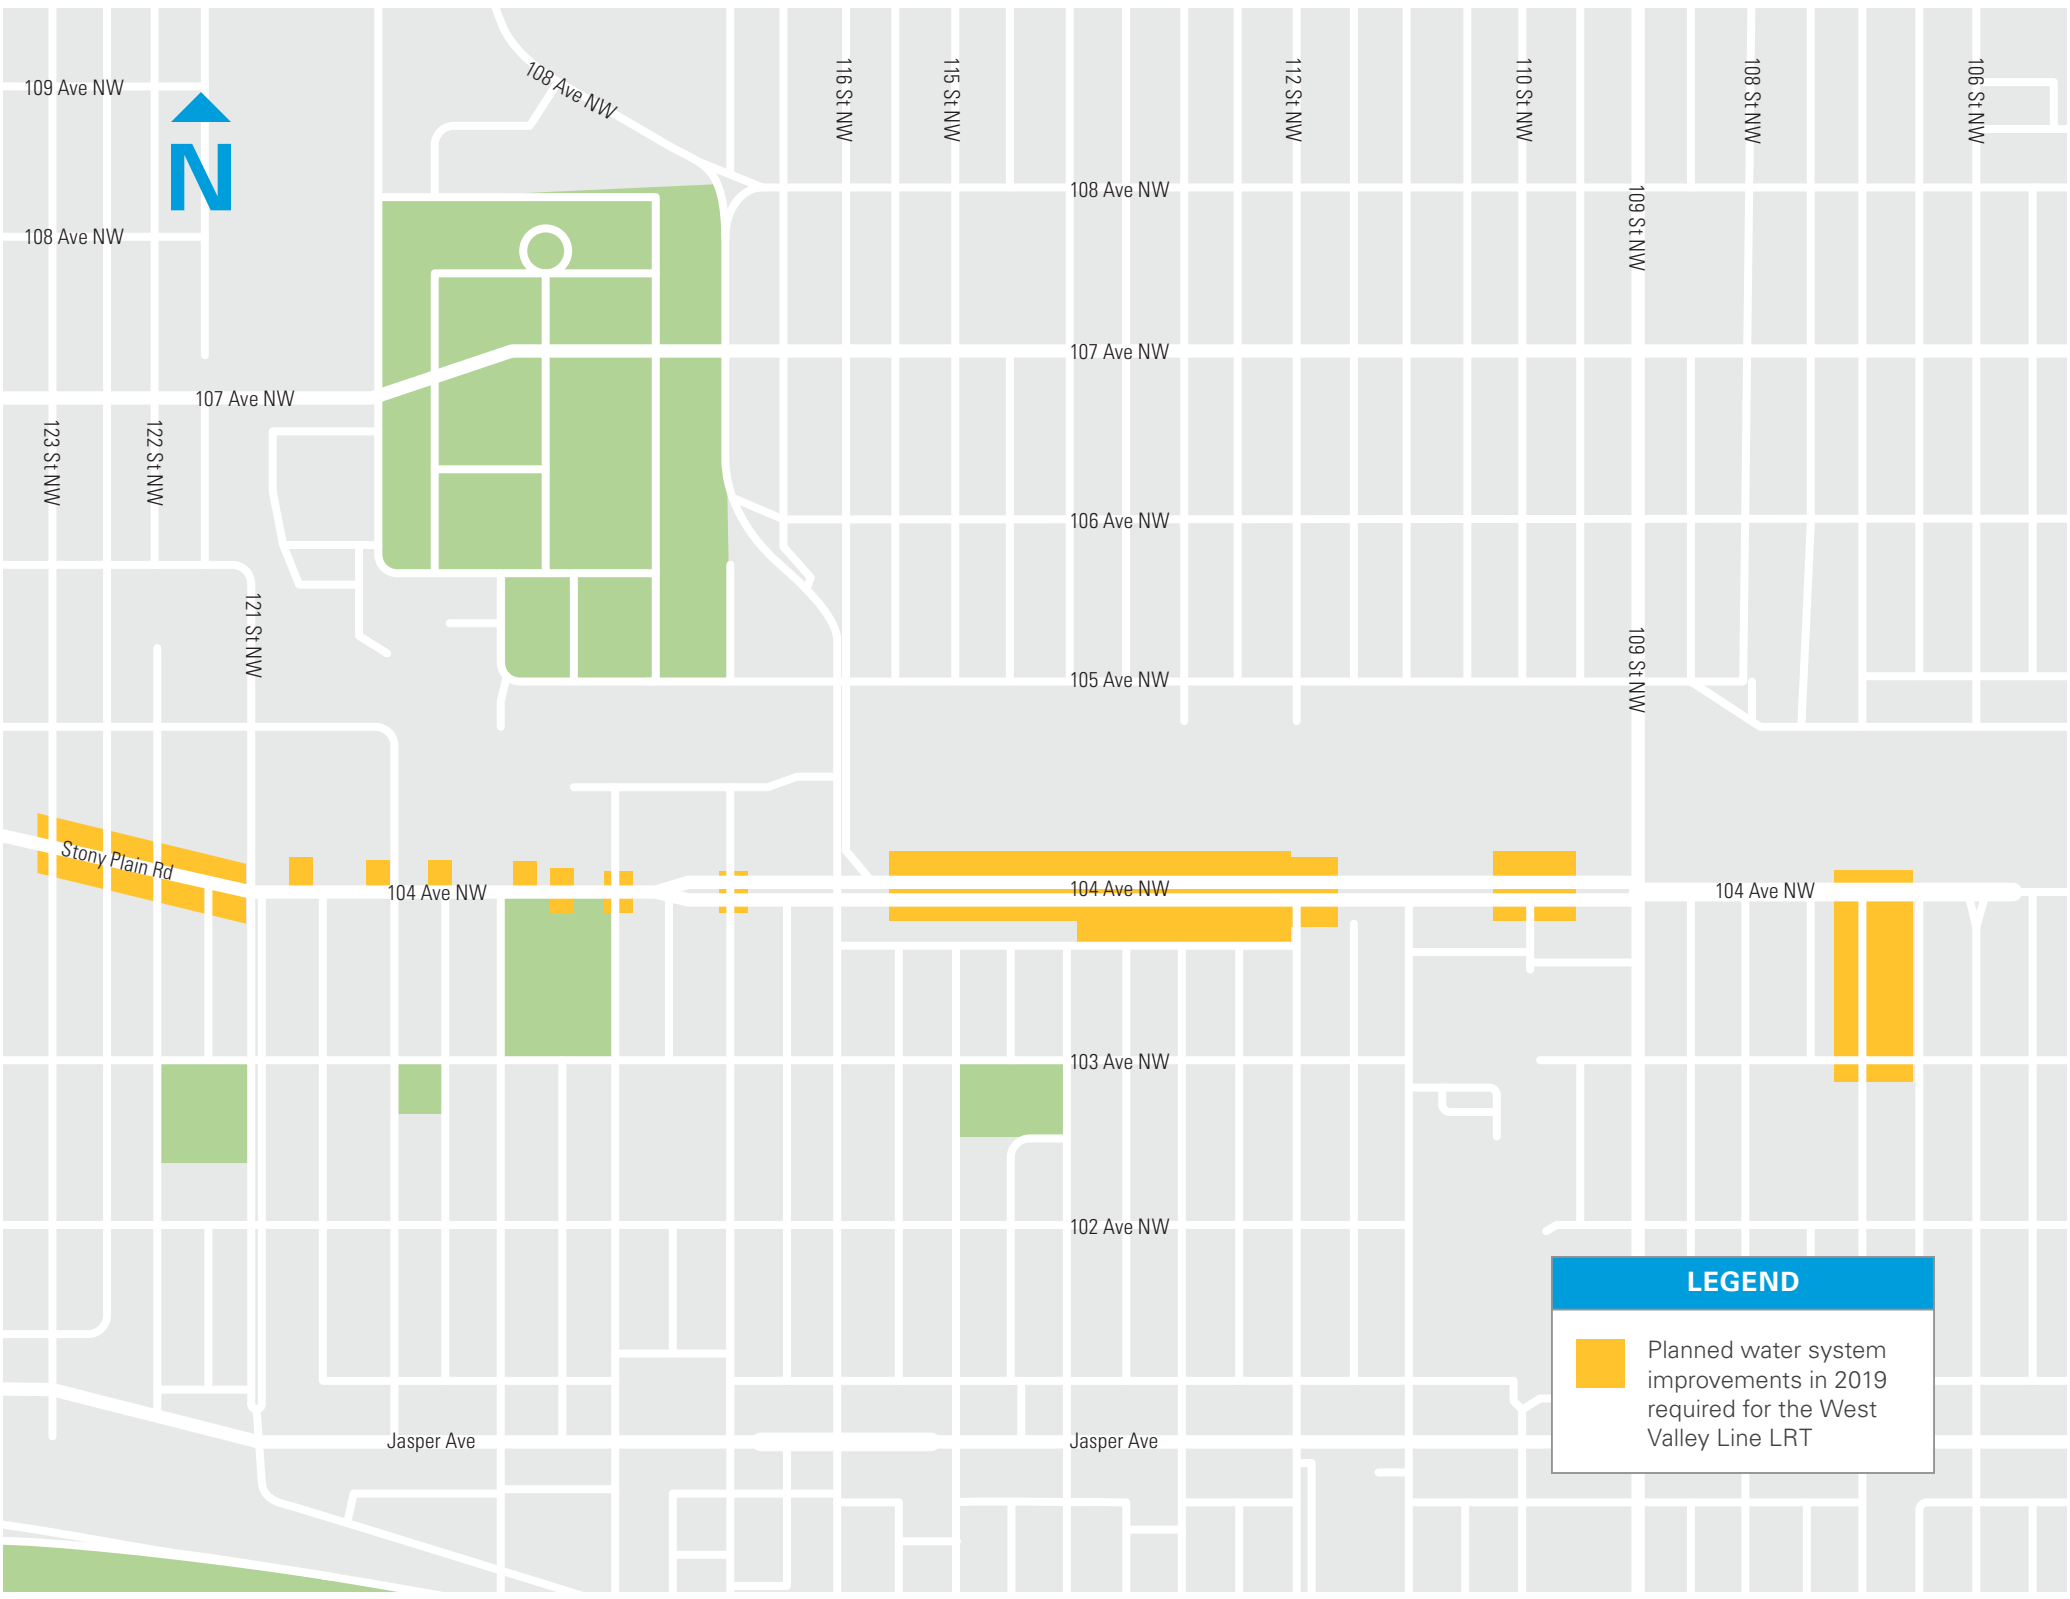 109 Ave NW
N
108 Ave NW
108 Ave NW
116 St NW
115 St NW
112 St NW
110 St NW
108 St NW
106 St NW
108 Ave NW
109 St NW
107 Ave NW
107 Ave NW
123 St NW
122 St NW
106 Ave NW
121 St NW
105 Ave NW
109 St NW
Stony Plain Rd
104 Ave NW
104 Ave NW
104 Ave NW
103 Ave NW
102 Ave NW
LEGEND
Planned water system
improvements in 2019
required for the West
Valley Line LRT
Jasper Ave
Jasper Ave